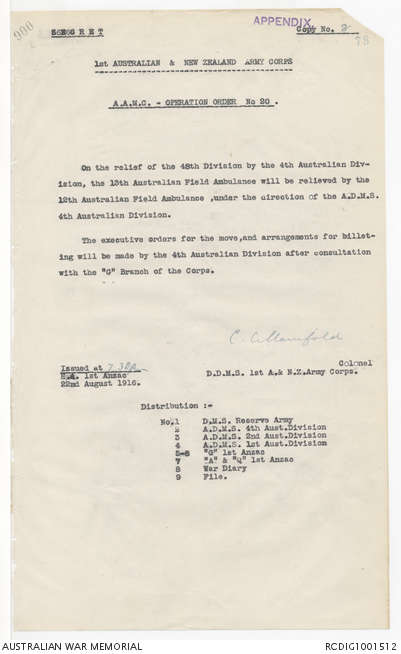 900
APPENDIX
SECRET
Copy No. 2
78
1st AUSTRALIAN & NEW ZEALAND ARMY CORPS
A.A.M.C. - OPERATION ORDER No 20 .
On the relief of the 48th Division by the 4th Australian Div-
ision, the 13th Australian Field Ambulance will be relieved by the
12th Australian Field Ambulance ,under the direction of the A.D.M.S.
4th Australian Division.
The executive orders for the move,and arrangements for billet-
ing will be made by the 4th Australian Division after consultation
with the "G" Branch of the Corps.
Colonel
Issued at
D.D.M.S. 1st A.& N.Z.Army Corps.
1st Anzac
22nd August 1916.
Distribution :-
No.1 D.M.S. Reserve Army
2 A.D.M.S. 4th Aust.Division
3 A.D.M.S. 2nd Aust.Division
4 A.D.M.S. 1st Aust.Division
5-6 "G" 1st Anzac
7 "A" & "Q" 1st Anzac
8 War Diary
9 File.
AUSTRALIAN WAR MEMORIAL
RCDIG1001512